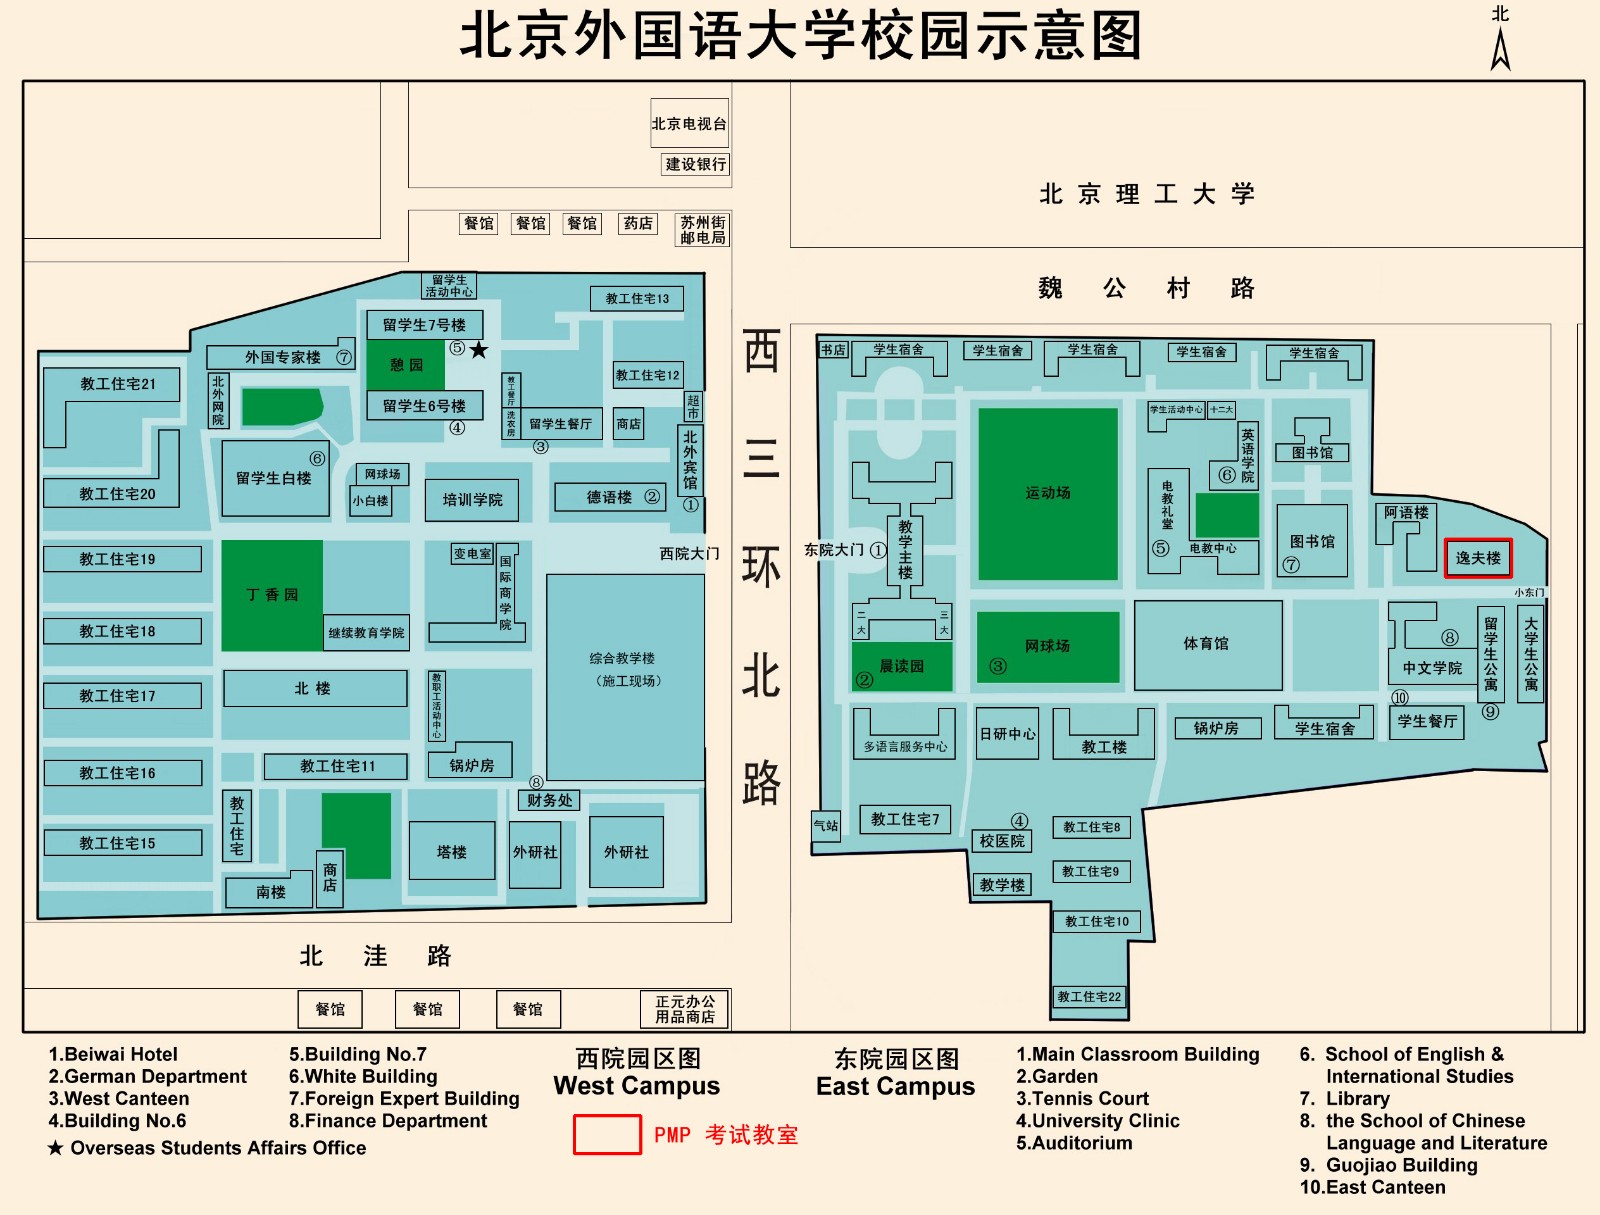 北京外国语大学校园示意图
北
北京电视台
建设银行
北京理工大学
餐馆
餐馆
餐馆
药店
苏州街
邮电局
魏公村路
西三环北路
留学生
活动中心
教工住宅13
留学生7号楼
⑤★
外国专家楼 ⑦
憩园
教工住宅21
北外网院
教工餐厅
教工住宅12
留学生6号楼
④
洗衣房
留学生餐厅
③
商店
超市
北外宾馆
①
留学生白楼 ⑥
网球场
小白楼
培训学院
德语楼 ②
教工住宅20
西院大门
教工住宅19
变电室
国际商学院
丁香园
继续教育学院
教工住宅18
综合教学楼
（施工现场）
教工住宅17
北楼
教职工活动中心
教工住宅11
锅炉房
教工住宅16
⑧
财务处
教工住宅
教工住宅15
塔楼
外研社
外研社
商店
南楼
北洼路
餐馆
餐馆
餐馆
正元办公
用品商店
书店
学生宿舍
学生宿舍
学生宿舍
学生宿舍
学生宿舍
学生活动中心
十二大
英语学院
⑥
图书馆
运动场
电教礼堂
⑤
电教中心
图书馆
⑦
阿语楼
逸夫楼
东院大门 ①
教学主楼
小东门
二大
三大
晨读园
②
网球场
③
体育馆
⑧
中文学院
留学生公寓
⑨
大学生公寓
⑩
学生餐厅
多语言服务中心
日研中心
教工楼
锅炉房
学生宿舍
气站
教工住宅7
④
校医院
教工住宅8
教学楼
教工住宅9
教工住宅10
教工住宅22
1.Beiwai Hotel
2.German Department
3.West Canteen
4.Building No.6
★ Overseas Students Affairs Office
5.Building No.7
6.White Building
7.Foreign Expert Building
8.Finance Department
西院园区图
West Campus
PMP 考试教室
东院园区图
East Campus
1.Main Classroom Building
2.Garden
3.Tennis Court
4.University Clinic
5.Auditorium
6. School of English &
International Studies
7. Library
8. the School of Chinese
Language and Literature
9. Guojiao Building
10.East Canteen